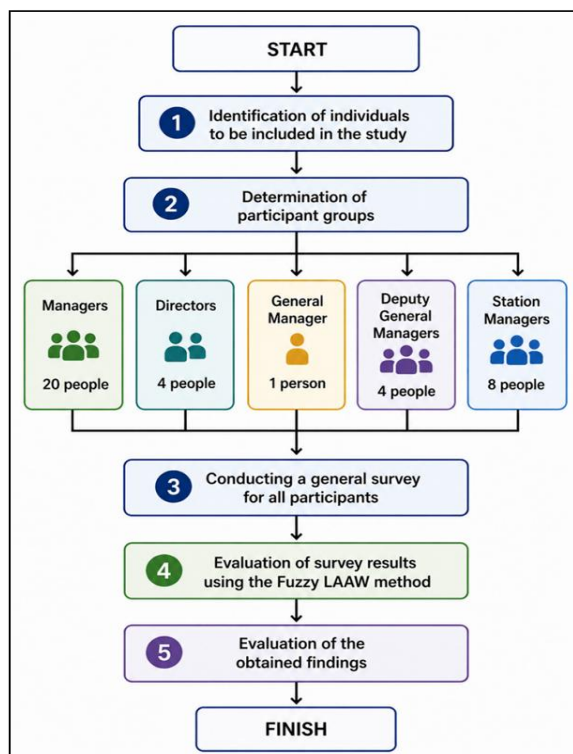 START
1
Identification of individuals
to be included in the study
2
Determination of
participant groups
Managers
20 people
Directors
4 people
General
Manager
1 person
Deputy
General
Managers
4 people
Station
Managers
8 people
3
Conducting a general survey
for all participants
4
Evaluation of survey results
using the Fuzzy LAAW method
5
Evaluation of the
obtained findings
FINISH